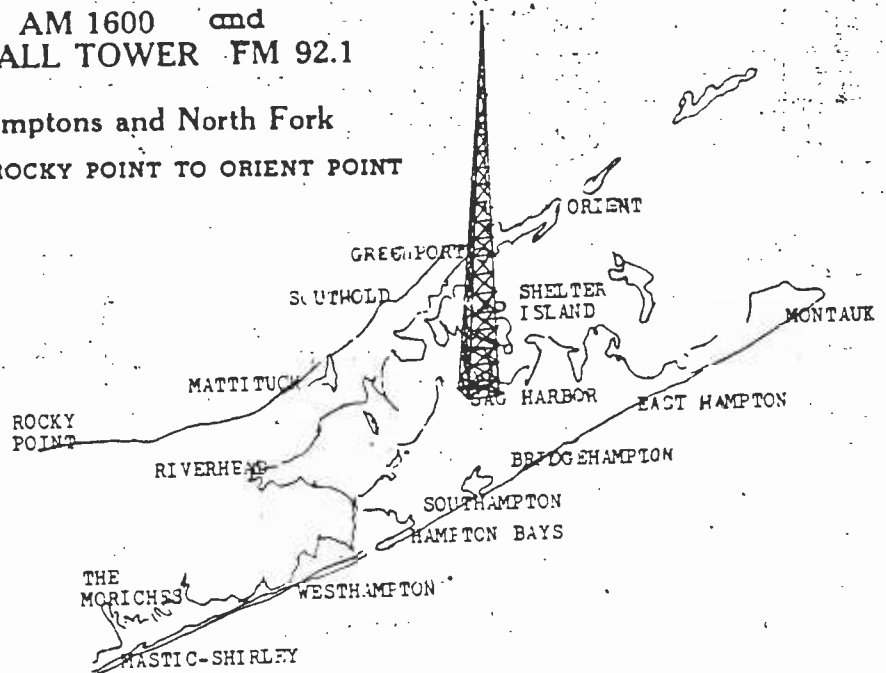 AM 1600 and
ALL TOWER FM 92.1
mptons and North Fork
ROCKY POINT TO ORIENT POINT
ORIENT
GREENPORT
SOUTHOLD
SHELTER
ISLAND
MONTAUK
MATTITUCK
SAG HARBOR
EAST HAMPTON
ROCKY
POINT
BRIDGEHAMPTON
RIVERHEAD
SOUTHAMPTON
HAMPTON BAYS
THE
MORICHES
WESTHAMPTON
MASTIC-SHIRLEY